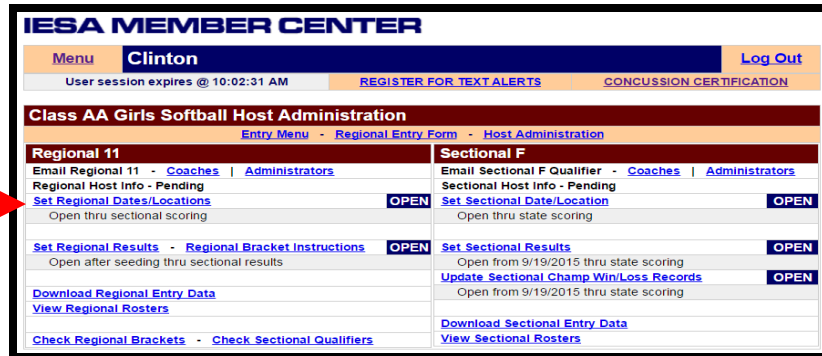 IESA MEMBER CENTER
Menu Clinton Log Out
User session expires @ 10:02:31 AM REGISTER FOR TEXT ALERTS CONCUSSION CERTIFICATION
Class AA Girls Softball Host Administration
Entry Menu - Regional Entry Form - Host Administration
Regional 11
Email Regional 11 - Coaches | Administrators
Regional Host Info - Pending
Set Regional Dates/Locations OPEN
Open thru sectional scoring
Set Regional Results - Regional Bracket Instructions OPEN
Open after seeding thru sectional results
Download Regional Entry Data
View Regional Rosters
Check Regional Brackets - Check Sectional Qualifiers
Sectional F
Email Sectional F Qualifier - Coaches | Administrators
Sectional Host Info - Pending
Set Sectional Date/Location OPEN
Open thru state scoring
Set Sectional Results OPEN
Open from 9/19/2015 thru state scoring
Update Sectional Champ Win/Loss Records OPEN
Open from 9/19/2015 thru state scoring
Download Sectional Entry Data
View Sectional Rosters